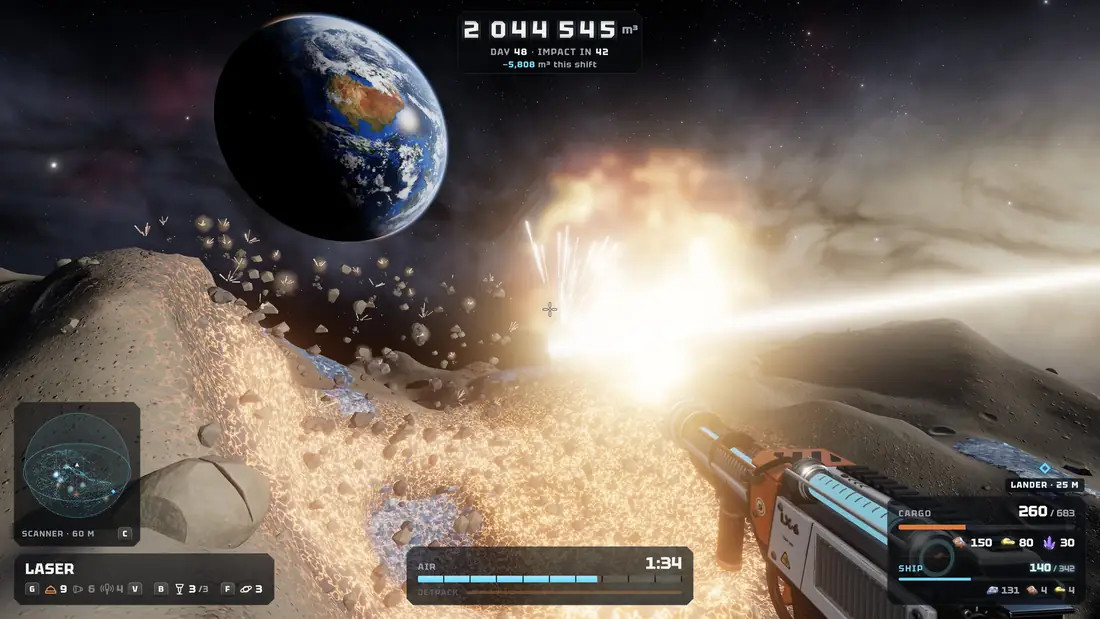 2 044 545 m³
DAY 48 · IMPACT IN 42
−5,808 m³ this shift
LANDER · 25 M
SCANNER · 60 M C
CARGO 260 / 683
150 80 30
SHIP 140 / 342
131 4 4
LASER
G 9 6 4 V B 3 / 3 F 3
AIR 1:34
JETPACK
LX-4